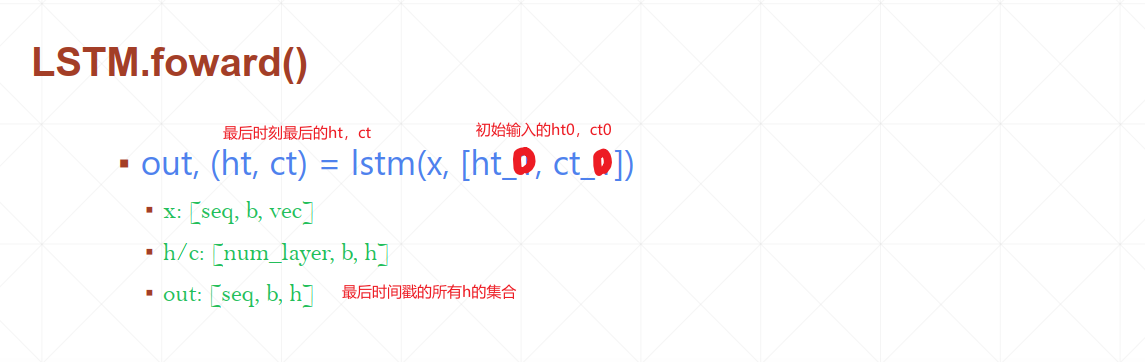 LSTM.foward()
最后时刻最后的ht，ct
初始输入的ht0，ct0
▪ out, (ht, ct) = lstm(x, [ht_0, ct_0])
▪ x: [seq, b, vec]
▪ h/c: [num_layer, b, h]
▪ out: [seq, b, h] 最后时间戳的所有h的集合